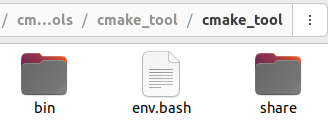 / cm...ols / cmake_tool / cmake_tool
bin env.bash share